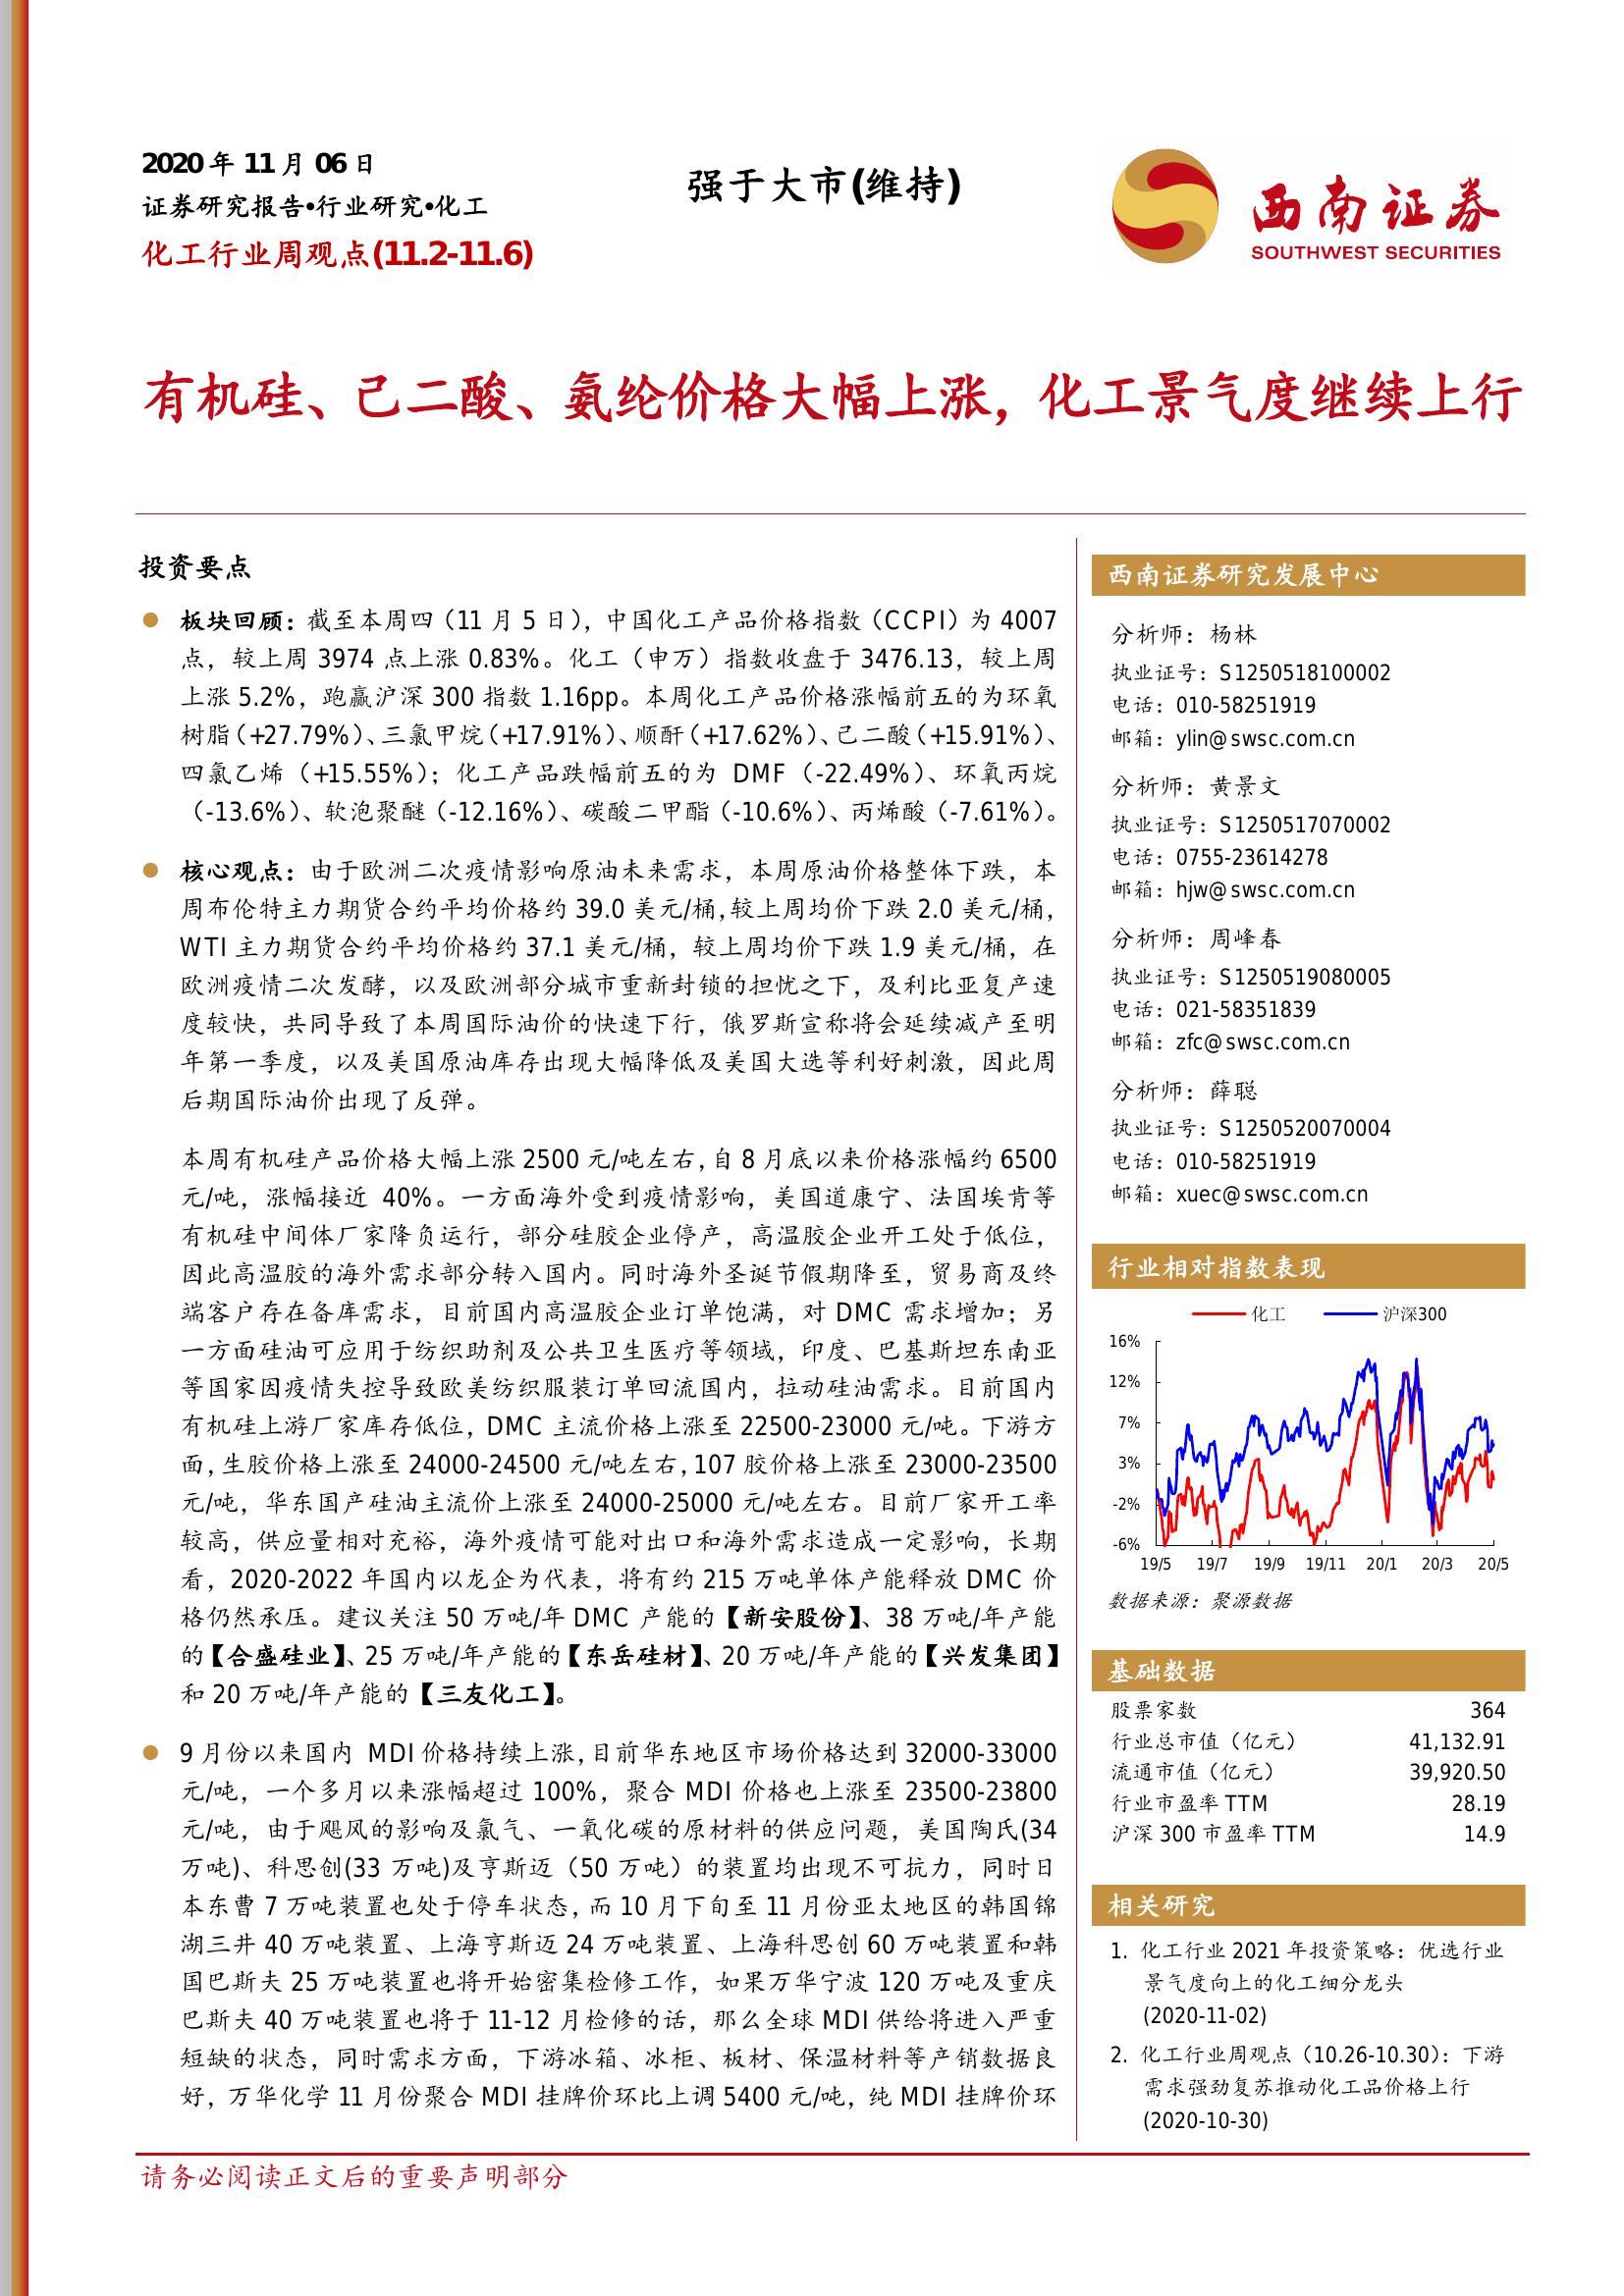 2020 年 11 月 06 日
证券研究报告•行业研究•化工
化工行业周观点(11.2-11.6)
强于大市(维持)
西南证券
SOUTHWEST SECURITIES
有机硅、己二酸、氨纶价格大幅上涨，化工景气度继续上行
投资要点
板块回顾：截至本周四（11 月 5 日），中国化工产品价格指数（CCPI）为 4007
点，较上周 3974 点上涨 0.83%。化工（申万）指数收盘于 3476.13，较上周
上涨 5.2%，跑赢沪深 300 指数 1.16pp。本周化工产品价格涨幅前五的为环氧
树脂（+27.79%）、三氯甲烷（+17.91%）、顺酐（+17.62%）、己二酸（+15.91%）、
四氯乙烯（+15.55%）；化工产品跌幅前五的为 DMF（-22.49%）、环氧丙烷
（-13.6%）、软泡聚醚（-12.16%）、碳酸二甲酯（-10.6%）、丙烯酸（-7.61%）。
核心观点：由于欧洲二次疫情影响原油未来需求，本周原油价格整体下跌，本
周布伦特主力期货合约平均价格约 39.0 美元/桶，较上周均价下跌 2.0 美元/桶，
WTI 主力期货合约平均价格约 37.1 美元/桶，较上周均价下跌 1.9 美元/桶，在
欧洲疫情二次发酵，以及欧洲部分城市重新封锁的担忧之下，及利比亚复产速
度较快，共同导致了本周国际油价的快速下行，俄罗斯宣称将会延续减产至明
年第一季度，以及美国原油库存出现大幅降低及美国大选等利好刺激，因此周
后期国际油价出现了反弹。
本周有机硅产品价格大幅上涨 2500 元/吨左右，自 8 月底以来价格涨幅约 6500
元/吨，涨幅接近 40%。一方面海外受到疫情影响，美国道康宁、法国埃肯等
有机硅中间体厂家降负运行，部分硅胶企业停产，高温胶企业开工处于低位，
因此高温胶的海外需求部分转入国内。同时海外圣诞节假期降至，贸易商及终
端客户存在备库需求，目前国内高温胶企业订单饱满，对 DMC 需求增加；另
一方面硅油可应用于纺织助剂及公共卫生医疗等领域，印度、巴基斯坦东南亚
等国家因疫情失控导致欧美纺织服装订单回流国内，拉动硅油需求。目前国内
有机硅上游厂家库存低位，DMC 主流价格上涨至 22500-23000 元/吨。下游方
面，生胶价格上涨至 24000-24500 元/吨左右，107 胶价格上涨至 23000-23500
元/吨，华东国产硅油主流价上涨至 24000-25000 元/吨左右。目前厂家开工率
较高，供应量相对充裕，海外疫情可能对出口和海外需求造成一定影响，长期
看，2020-2022 年国内以龙企为代表，将有约 215 万吨单体产能释放 DMC 价
格仍然承压。建议关注 50 万吨/年 DMC 产能的【新安股份】、38 万吨/年产能
的【合盛硅业】、25 万吨/年产能的【东岳硅材】、20 万吨/年产能的【兴发集团】
和 20 万吨/年产能的【三友化工】。
9 月份以来国内 MDI 价格持续上涨，目前华东地区市场价格达到 32000-33000
元/吨，一个多月以来涨幅超过 100%，聚合 MDI 价格也上涨至 23500-23800
元/吨，由于飓风的影响及氯气、一氧化碳的原材料的供应问题，美国陶氏(34
万吨)、科思创(33 万吨)及亨斯迈（50 万吨）的装置均出现不可抗力，同时日
本东曹 7 万吨装置也处于停车状态，而 10 月下旬至 11 月份亚太地区的韩国锦
湖三井 40 万吨装置、上海亨斯迈 24 万吨装置、上海科思创 60 万吨装置和韩
国巴斯夫 25 万吨装置也将开始密集检修工作，如果万华宁波 120 万吨及重庆
巴斯夫 40 万吨装置也将于 11-12 月检修的话，那么全球 MDI 供给将进入严重
短缺的状态，同时需求方面，下游冰箱、冰柜、板材、保温材料等产销数据良
好，万华化学 11 月份聚合 MDI 挂牌价环比上调 5400 元/吨，纯 MDI 挂牌价环
西南证券研究发展中心
分析师：杨林
执业证号：S1250518100002
电话：010-58251919
邮箱：ylin@swsc.com.cn
分析师：黄景文
执业证号：S1250517070002
电话：0755-23614278
邮箱：hjw@swsc.com.cn
分析师：周峰春
执业证号：S1250519080005
电话：021-58351839
邮箱：zfc@swsc.com.cn
分析师：薛聪
执业证号：S1250520070004
电话：010-58251919
邮箱：xuec@swsc.com.cn
行业相对指数表现
化工 沪深300
16%
12%
7%
3%
-2%
-6%
19/5 19/7 19/9 19/11 20/1 20/3 20/5
数据来源：聚源数据
基础数据
股票家数 364
行业总市值（亿元） 41,132.91
流通市值（亿元） 39,920.50
行业市盈率 TTM 28.19
沪深 300 市盈率 TTM 14.9
相关研究
1. 化工行业 2021 年投资策略：优选行业
景气度向上的化工细分龙头
(2020-11-02)
2. 化工行业周观点（10.26-10.30）：下游
需求强劲复苏推动化工品价格上行
(2020-10-30)
请务必阅读正文后的重要声明部分